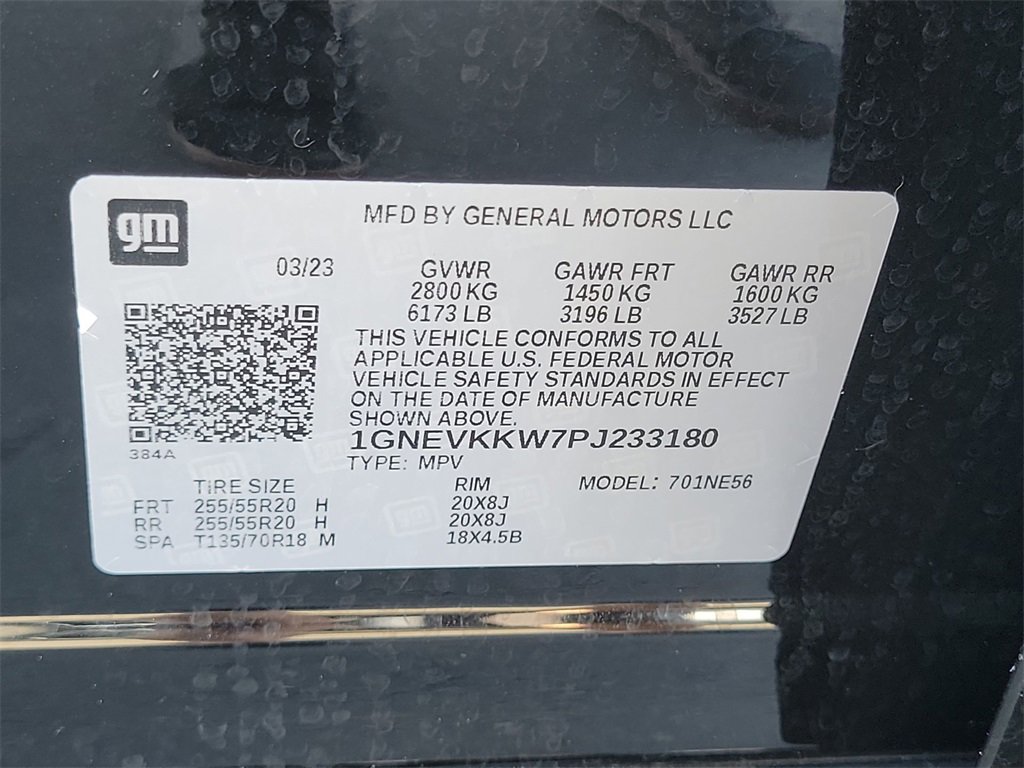 gm
MFD BY GENERAL MOTORS LLC
03/23 GVWR GAWR FRT GAWR RR
2800 KG 1450 KG 1600 KG
6173 LB 3196 LB 3527 LB
THIS VEHICLE CONFORMS TO ALL
APPLICABLE U.S. FEDERAL MOTOR
VEHICLE SAFETY STANDARDS IN EFFECT
ON THE DATE OF MANUFACTURE
SHOWN ABOVE.
1GNEVKKW7PJ233180
384A
TYPE: MPV
TIRE SIZE RIM MODEL: 701NE56
FRT 255/55R20 H 20X8J
RR 255/55R20 H 20X8J
SPA T135/70R18 M 18X4.5B